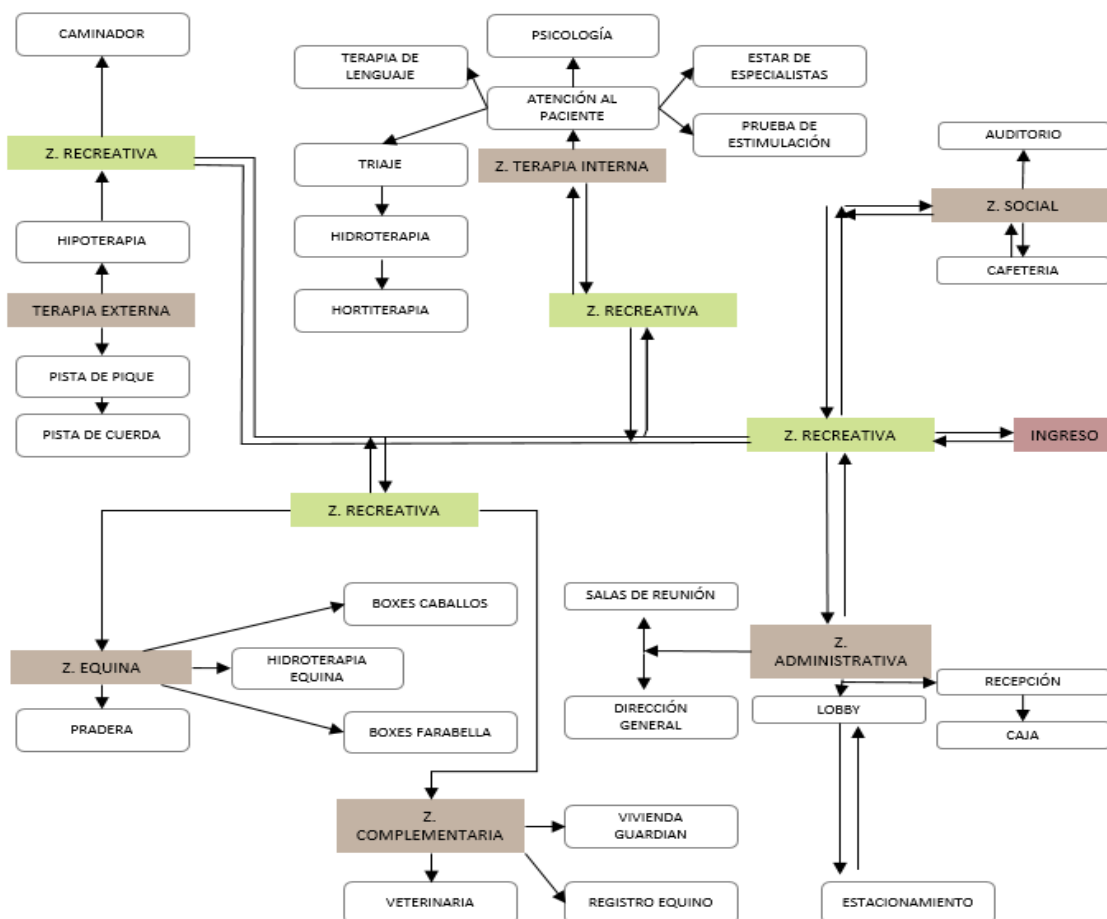 CAMINADOR
PSICOLOGÍA
TERAPIA DE
LENGUAJE
ESTAR DE
ESPECIALISTAS
ATENCIÓN AL
PACIENTE
PRUEBA DE
ESTIMULACIÓN
AUDITORIO
Z. RECREATIVA
TRIAJE
Z. TERAPIA INTERNA
Z. SOCIAL
HIPOTERAPIA
HIDROTERAPIA
CAFETERIA
TERAPIA EXTERNA
HORTITERAPIA
Z. RECREATIVA
PISTA DE PIQUE
PISTA DE CUERDA
Z. RECREATIVA
INGRESO
Z. RECREATIVA
BOXES CABALLOS
SALAS DE REUNIÓN
Z. EQUINA
HIDROTERAPIA
EQUINA
Z.
ADMINISTRATIVA
RECEPCIÓN
PRADERA
BOXES FARABELLA
DIRECCIÓN
GENERAL
LOBBY
CAJA
Z.
COMPLEMENTARIA
VIVIENDA
GUARDIAN
VETERINARIA
REGISTRO EQUINO
ESTACIONAMIENTO